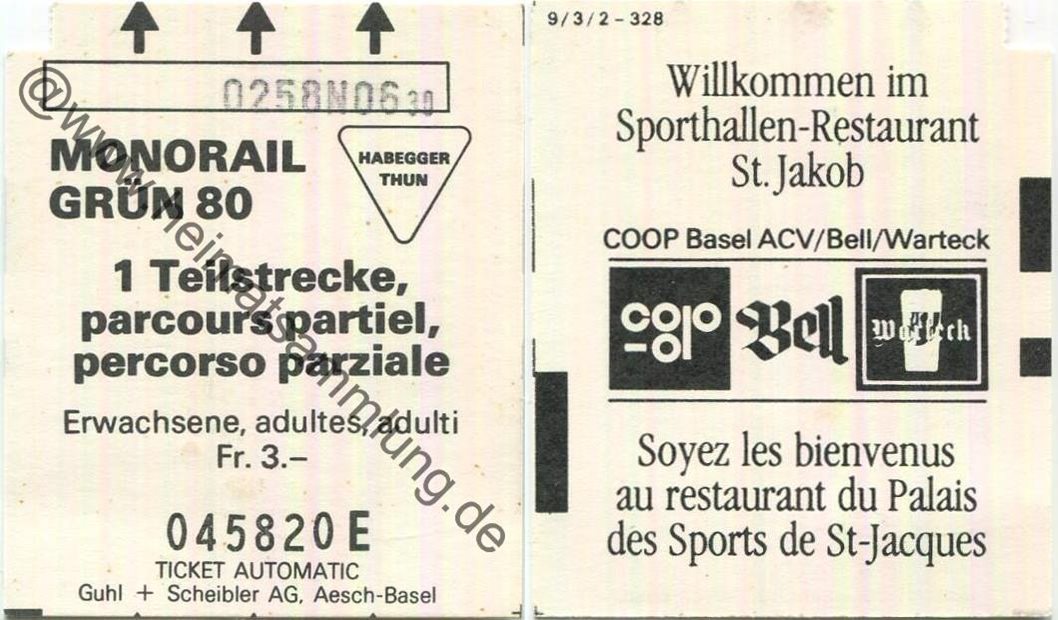 0258N0630
MONORAIL
GRÜN 80
HABEGGER
THUN
1 Teilstrecke,
parcours partiel,
percorso parziale
Erwachsene, adultes, adulti
Fr. 3.–
045820 E
TICKET AUTOMATIC
Guhl + Scheibler AG, Aesch-Basel
@www.heimatsammlung.de
9/3/2-328
Willkommen im
Sporthallen-Restaurant
St. Jakob
COOP Basel ACV/Bell/Warteck
coop Bell Warteck
Soyez les bienvenus
au restaurant du Palais
des Sports de St-Jacques